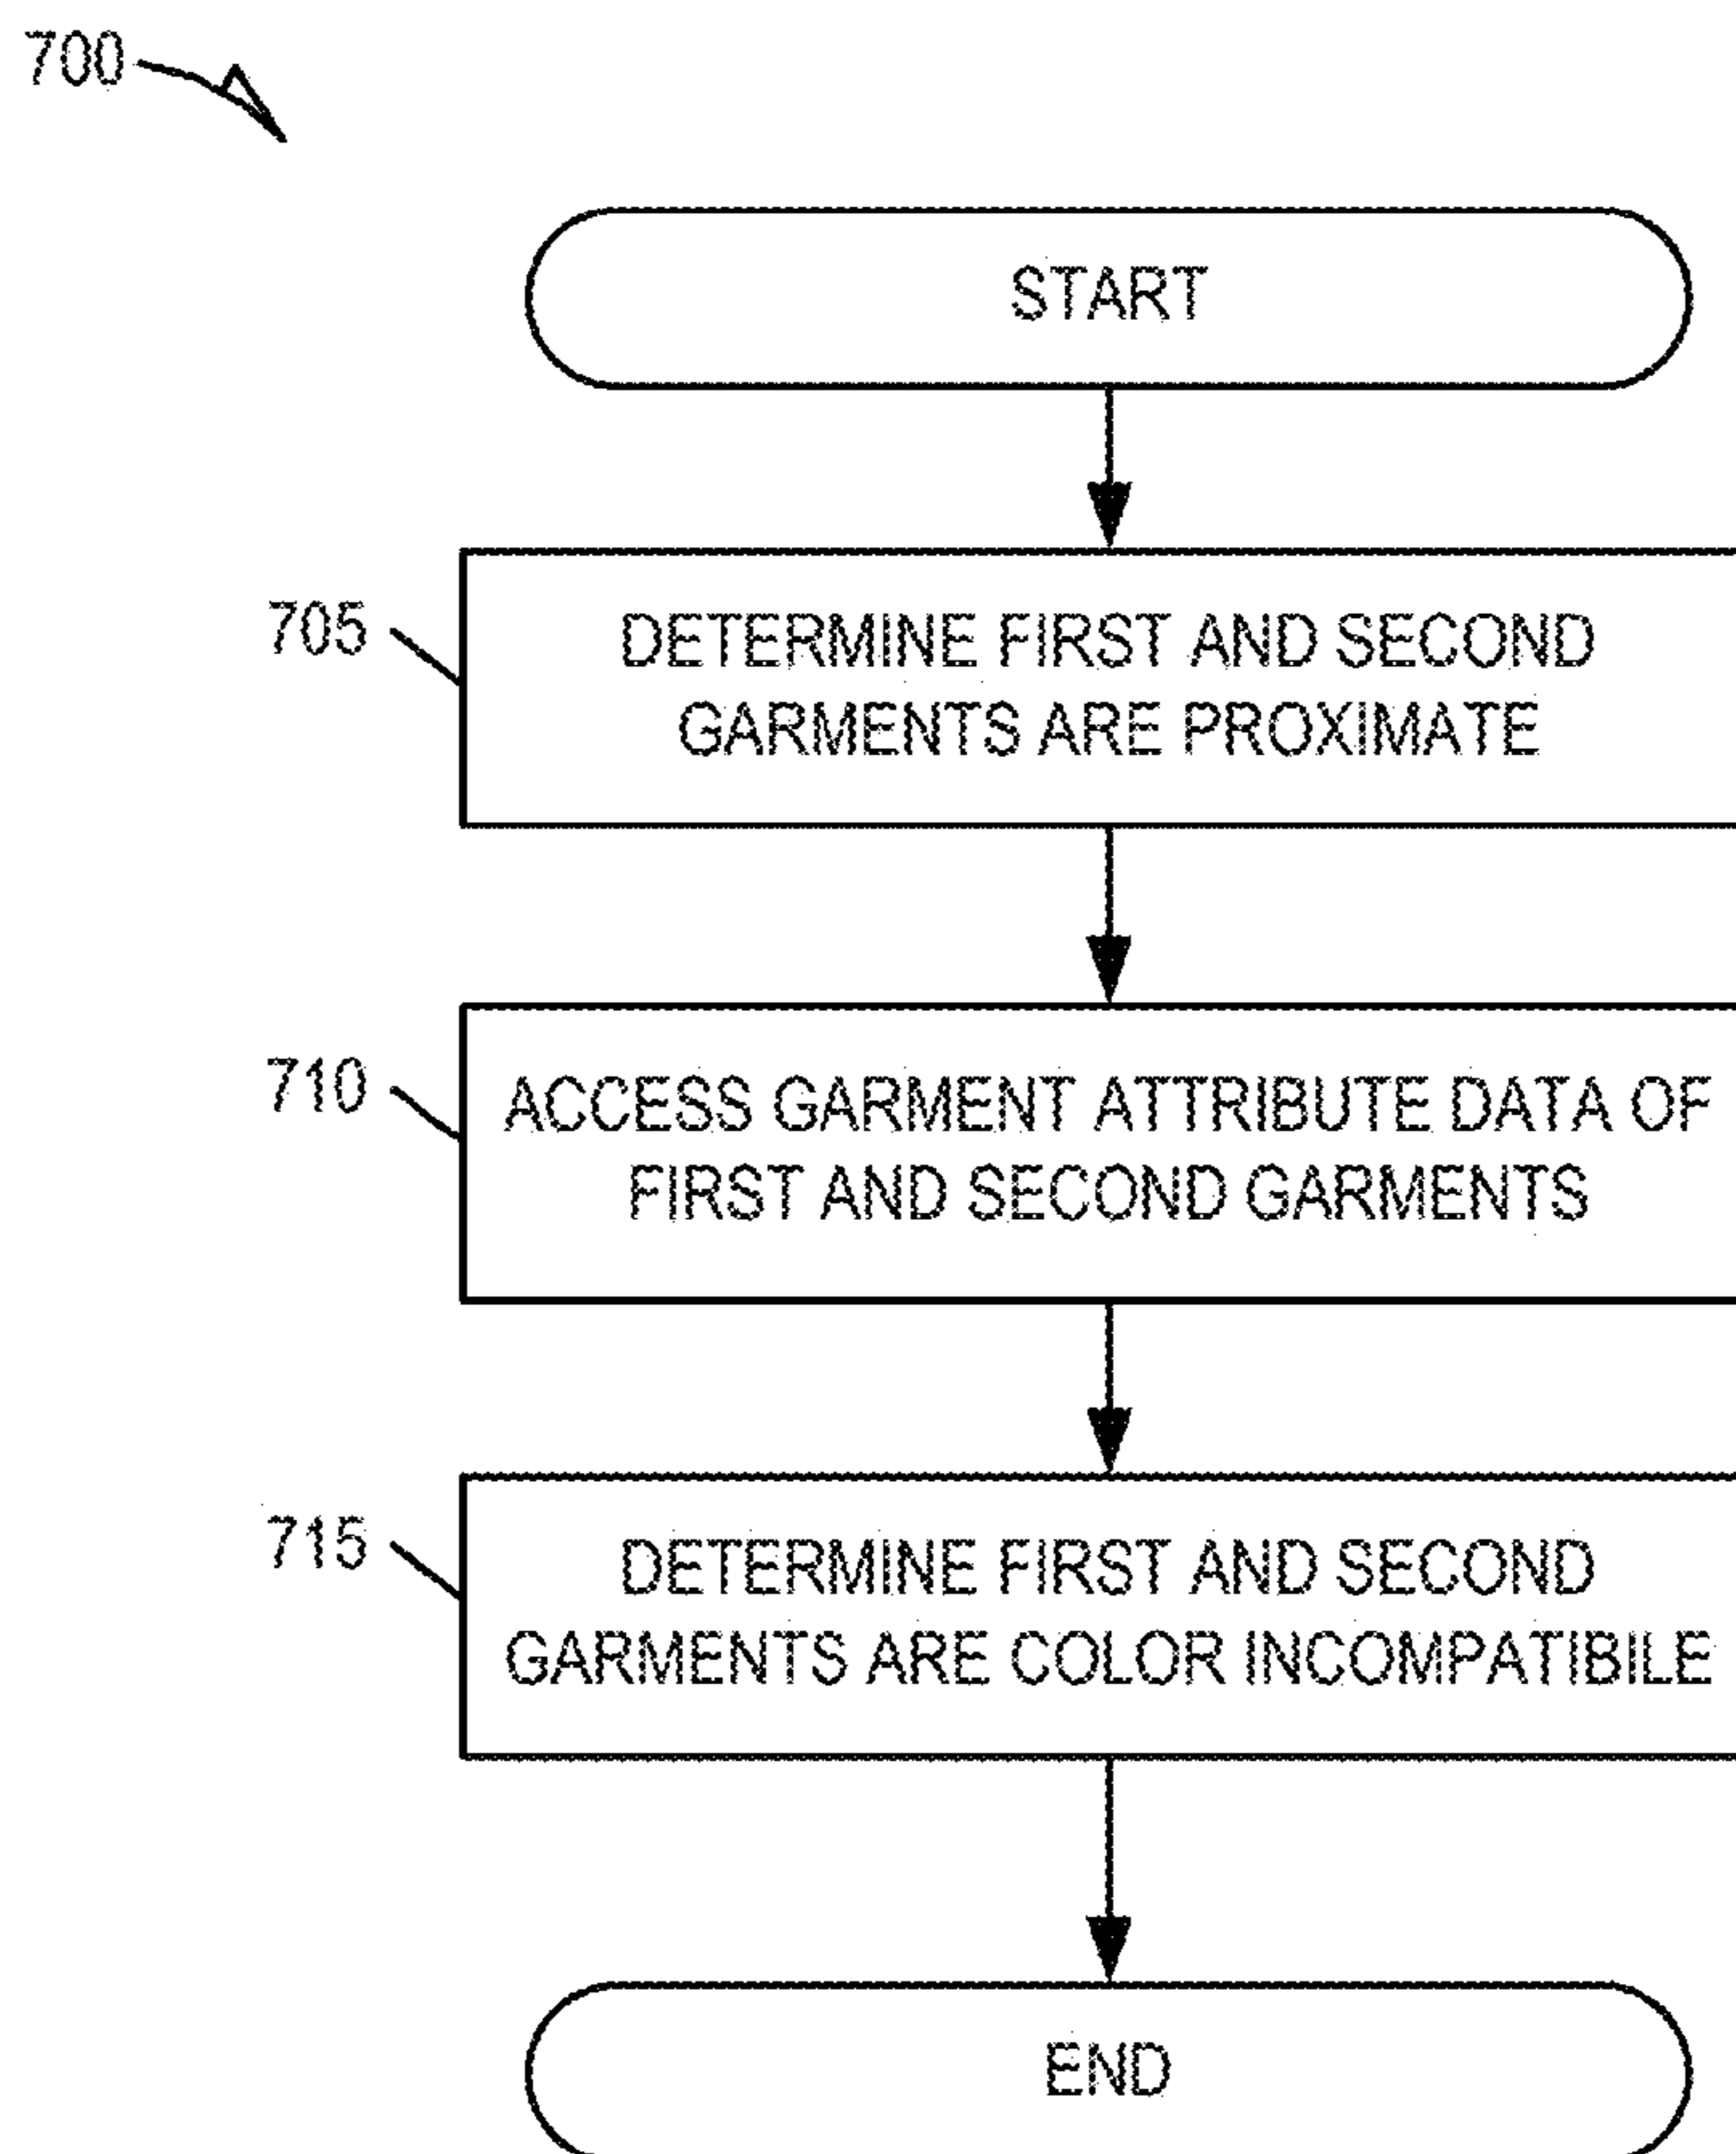 700
START
705
DETERMINE FIRST AND SECOND
GARMENTS ARE PROXIMATE
710
ACCESS GARMENT ATTRIBUTE DATA OF
FIRST AND SECOND GARMENTS
715
DETERMINE FIRST AND SECOND
GARMENTS ARE COLOR INCOMPATIBILE
END